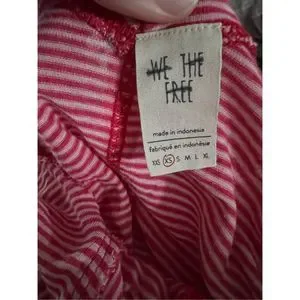 WE THE
FREE
made in indonesia
fabriqué en indonésie
XXS XS S M L XL